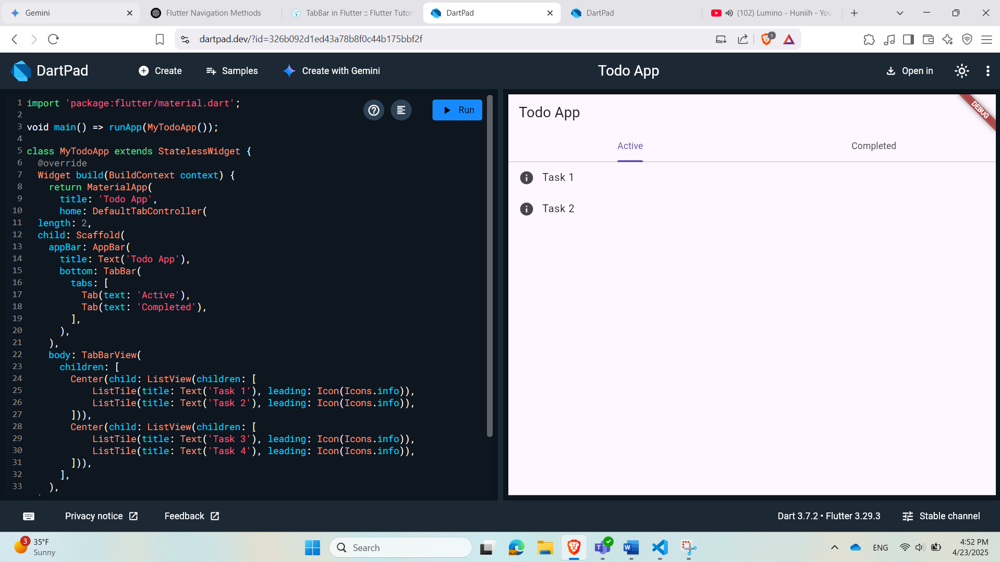 Gemini
Flutter Navigation Methods
TabBar in Flutter :: Flutter Tutori
DartPad
DartPad
(102) Lumino - Huniih - You
dartpad.dev/?id=326b092d1ed43a78b8f0c44b175bbf2f
1
DartPad
Create
Samples
Create with Gemini
Todo App
Open in
Run
1 import 'package:flutter/material.dart';
2
3 void main() => runApp(MyTodoApp());
4
5 class MyTodoApp extends StatelessWidget {
6 @override
7 Widget build(BuildContext context) {
8 return MaterialApp(
9 title: 'Todo App',
10 home: DefaultTabController(
11 length: 2,
12 child: Scaffold(
13 appBar: AppBar(
14 title: Text('Todo App'),
15 bottom: TabBar(
16 tabs: [
17 Tab(text: 'Active'),
18 Tab(text: 'Completed'),
19 ],
20 ),
21 ),
22 body: TabBarView(
23 children: [
24 Center(child: ListView(children: [
25 ListTile(title: Text('Task 1'), leading: Icon(Icons.info)),
26 ListTile(title: Text('Task 2'), leading: Icon(Icons.info)),
27 ])),
28 Center(child: ListView(children: [
29 ListTile(title: Text('Task 3'), leading: Icon(Icons.info)),
30 ListTile(title: Text('Task 4'), leading: Icon(Icons.info)),
31 ])),
32 ],
33 ),
Todo App
DEBUG
Active
Completed
Task 1
Task 2
Privacy notice
Feedback
Dart 3.7.2 • Flutter 3.29.3
Stable channel
3
35°F
Sunny
Search
ENG
4:52 PM
4/23/2025